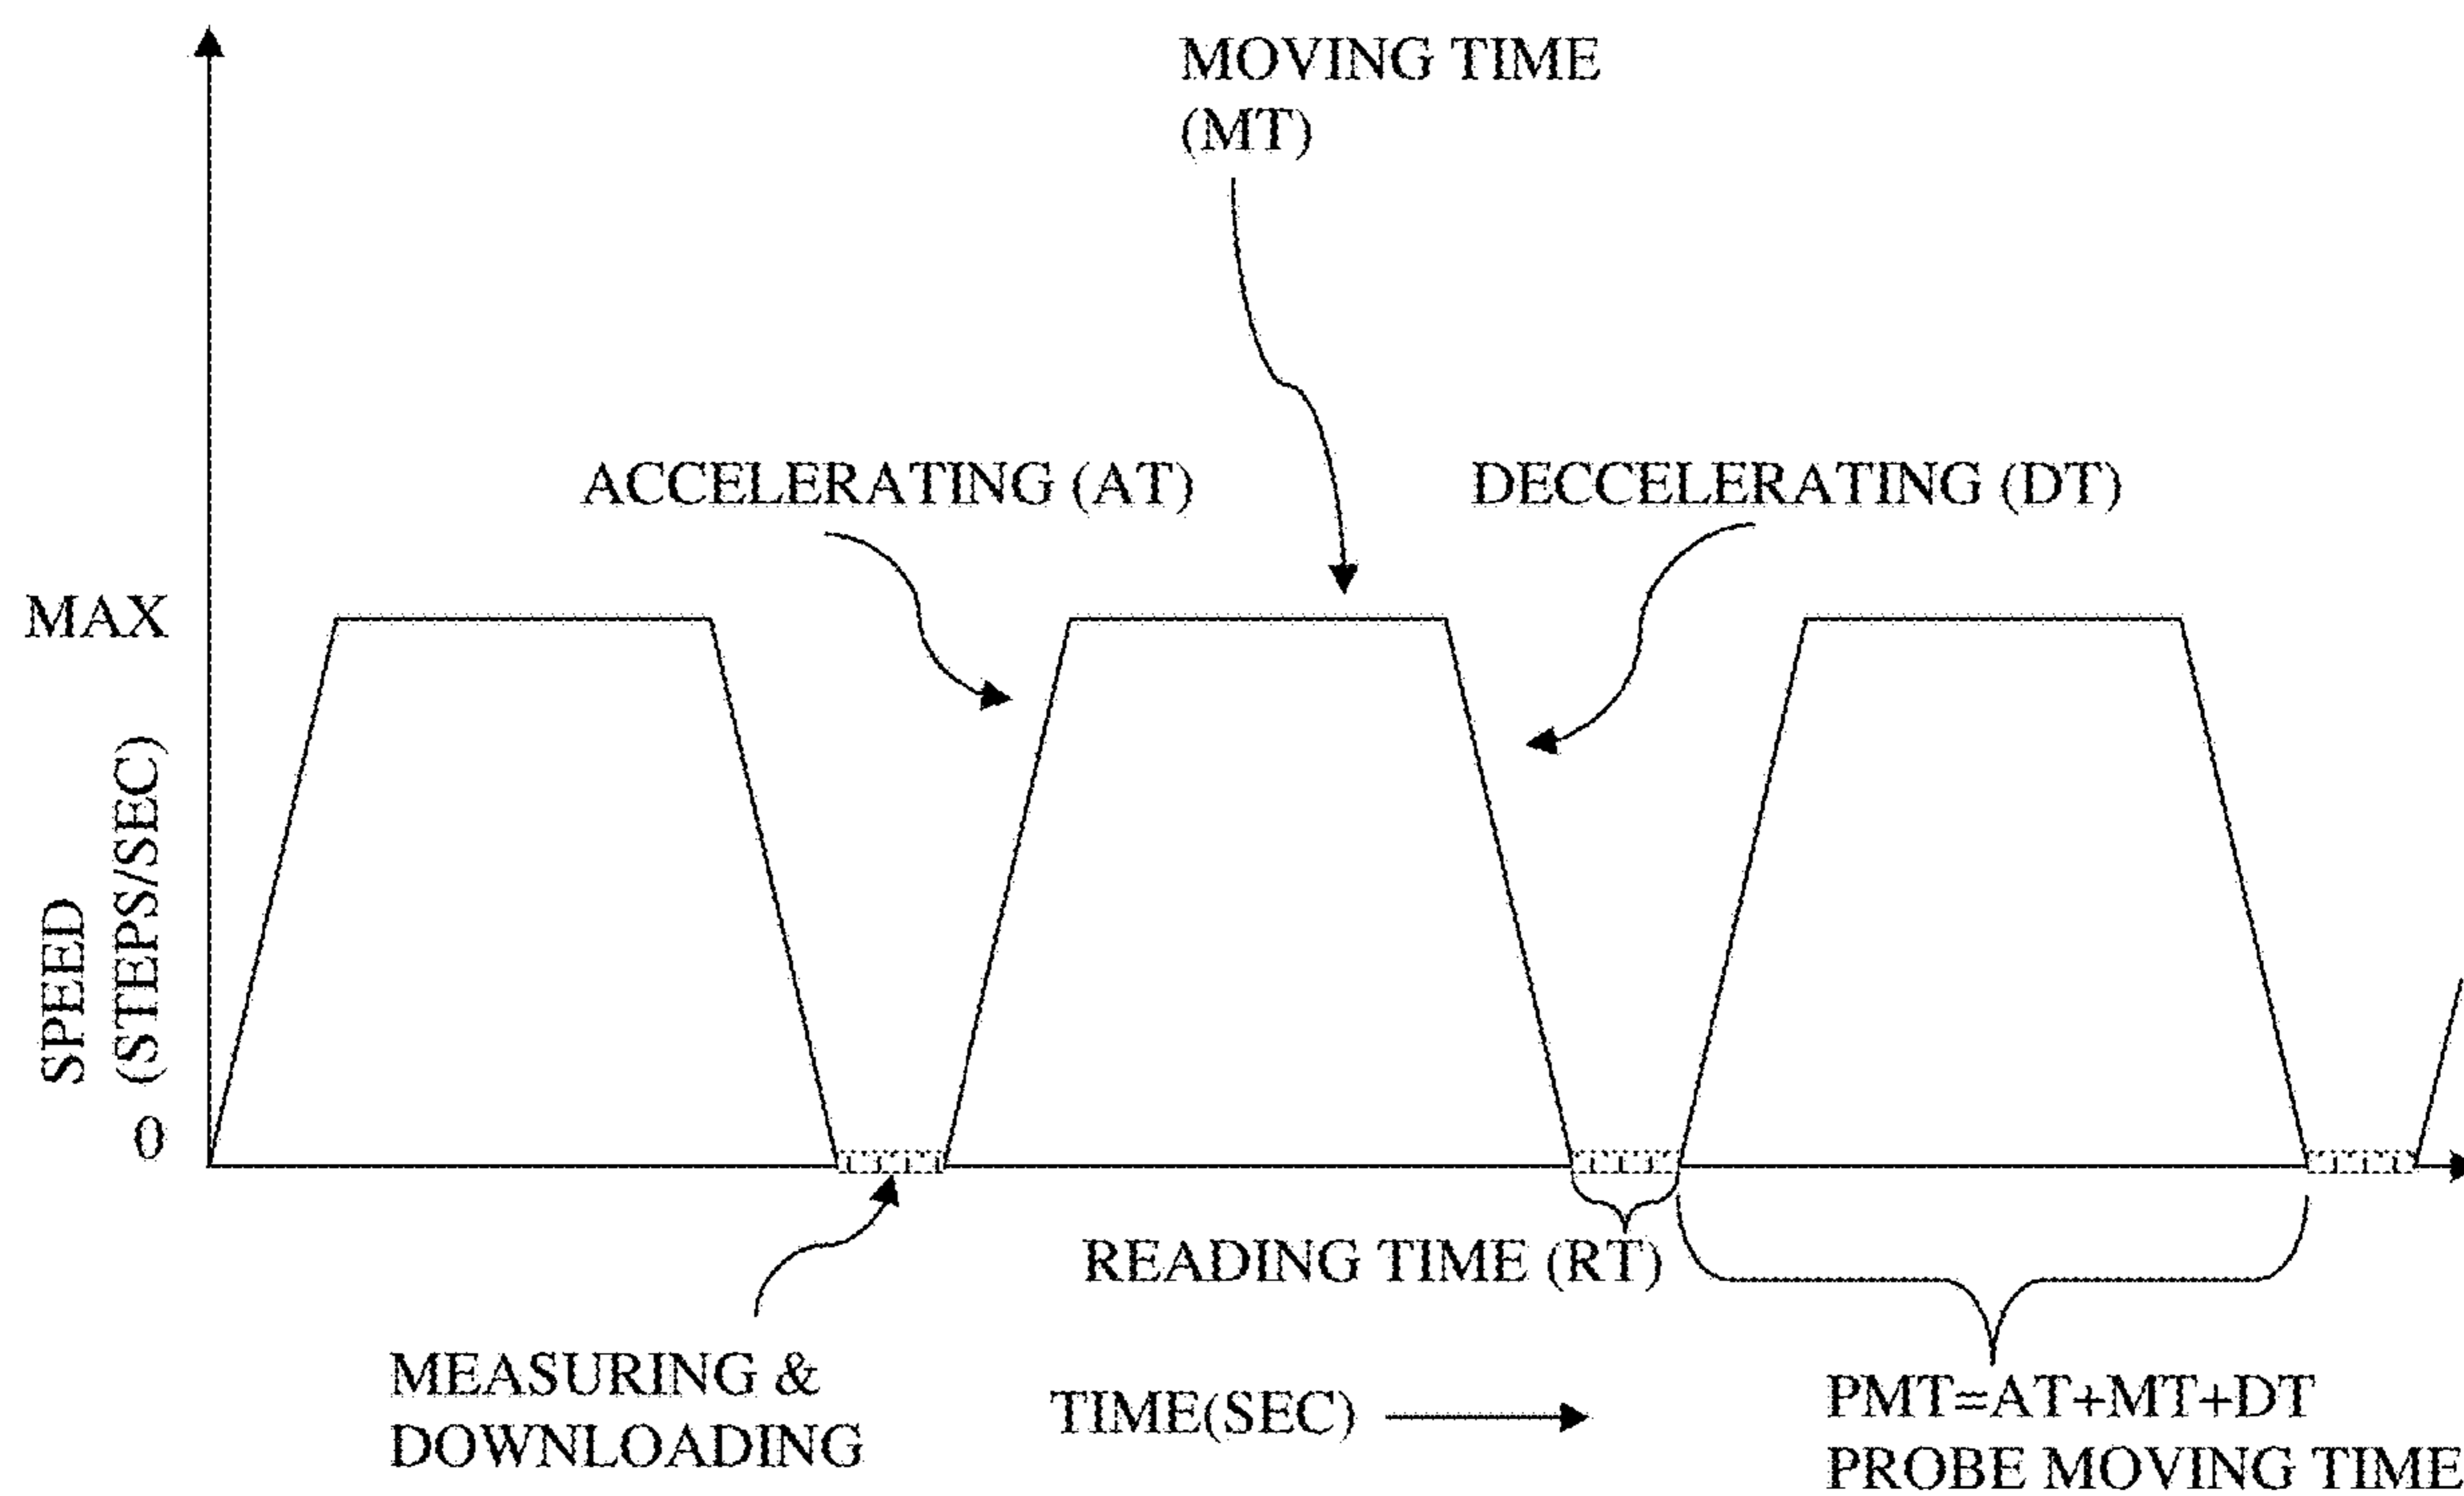 MOVING TIME
(MT)
ACCELERATING (AT)
DECCELERATING (DT)
MAX
SPEED
(STEPS/SEC)
0
READING TIME (RT)
MEASURING &
DOWNLOADING
TIME(SEC)
PMT=AT+MT+DT
PROBE MOVING TIME